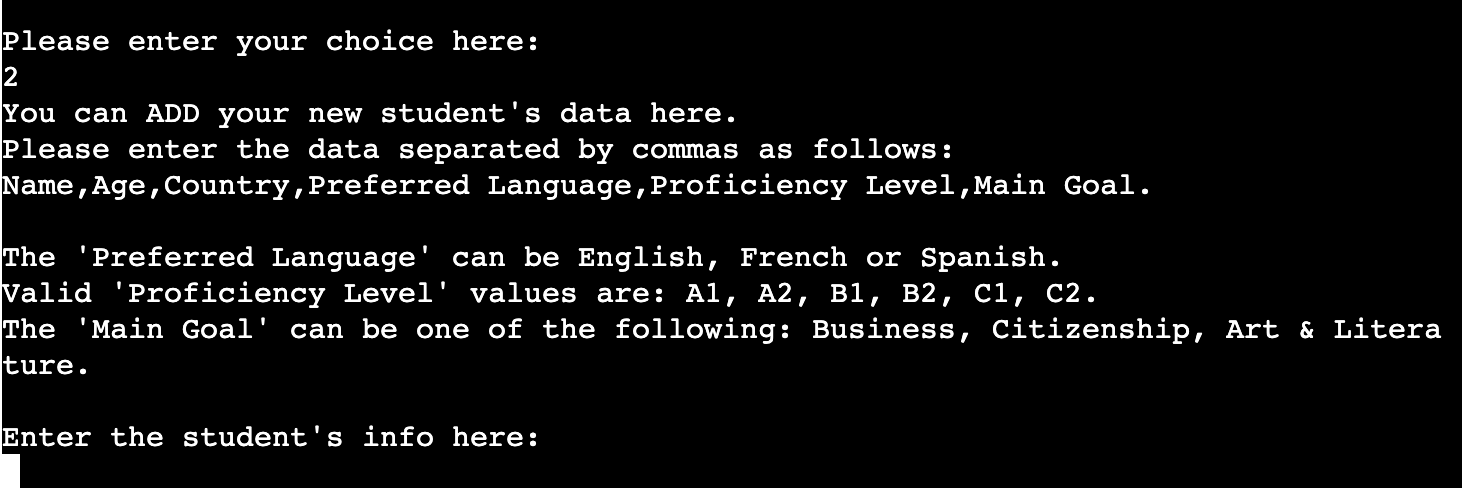 Please enter your choice here:
2
You can ADD your new student's data here.
Please enter the data separated by commas as follows:
Name,Age,Country,Preferred Language,Proficiency Level,Main Goal.
The 'Preferred Language' can be English, French or Spanish.
Valid 'Proficiency Level' values are: A1, A2, B1, B2, C1, C2.
The 'Main Goal' can be one of the following: Business, Citizenship, Art & Litera
ture.
Enter the student's info here: